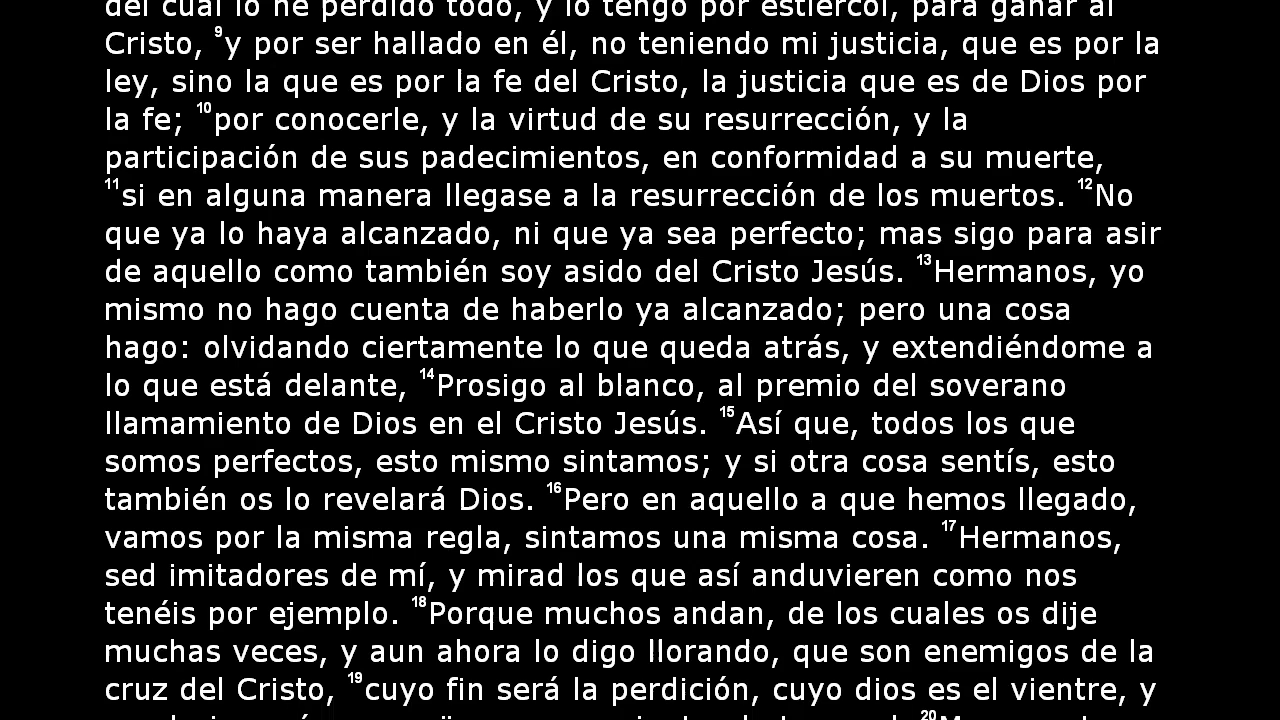 del cual lo he perdido todo, y lo tengo por estiércol, para ganar al
Cristo, 9y por ser hallado en él, no teniendo mi justicia, que es por la
ley, sino la que es por la fe del Cristo, la justicia que es de Dios por
la fe; 10por conocerle, y la virtud de su resurrección, y la
participación de sus padecimientos, en conformidad a su muerte,
11si en alguna manera llegase a la resurrección de los muertos. 12No
que ya lo haya alcanzado, ni que ya sea perfecto; mas sigo para asir
de aquello como también soy asido del Cristo Jesús. 13Hermanos, yo
mismo no hago cuenta de haberlo ya alcanzado; pero una cosa
hago: olvidando ciertamente lo que queda atrás, y extendiéndome a
lo que está delante, 14Prosigo al blanco, al premio del soverano
llamamiento de Dios en el Cristo Jesús. 15Así que, todos los que
somos perfectos, esto mismo sintamos; y si otra cosa sentís, esto
también os lo revelará Dios. 16Pero en aquello a que hemos llegado,
vamos por la misma regla, sintamos una misma cosa. 17Hermanos,
sed imitadores de mí, y mirad los que así anduvieren como nos
tenéis por ejemplo. 18Porque muchos andan, de los cuales os dije
muchas veces, y aun ahora lo digo llorando, que son enemigos de la
cruz del Cristo, 19cuyo fin será la perdición, cuyo dios es el vientre, y
20